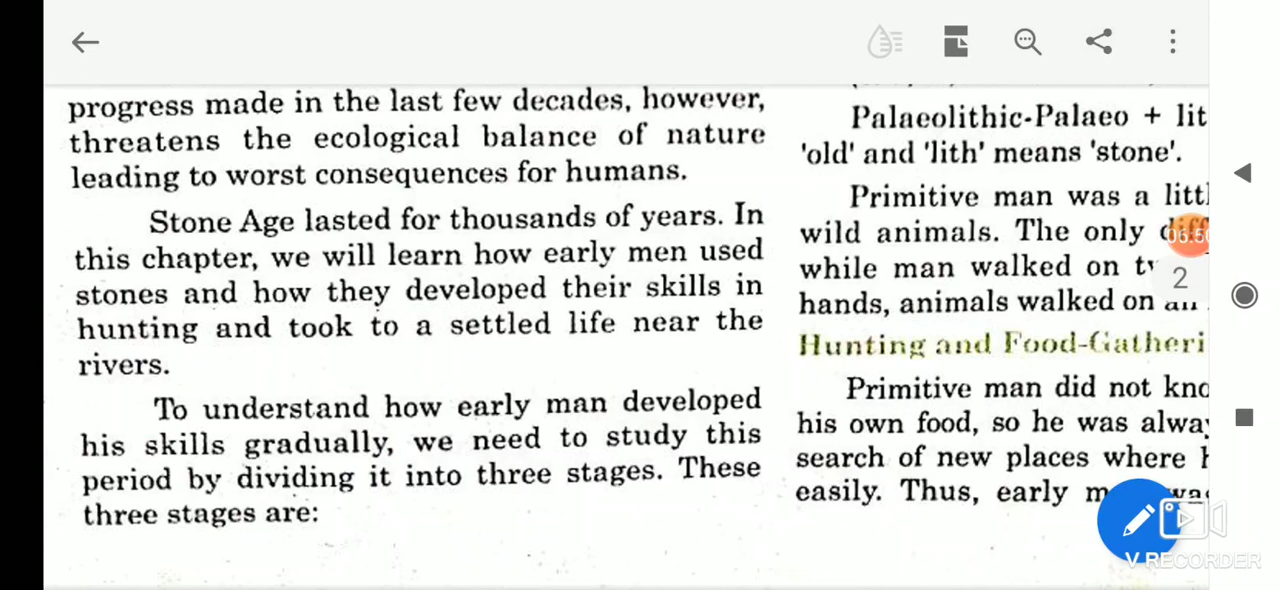 progress made in the last few decades, however,
threatens the ecological balance of nature
leading to worst consequences for humans.
Stone Age lasted for thousands of years. In
this chapter, we will learn how early men used
stones and how they developed their skills in
hunting and took to a settled life near the
rivers.
To understand how early man developed
his skills gradually, we need to study this
period by dividing it into three stages. These
three stages are:
Palaeolithic-Palaeo + lit
'old' and 'lith' means 'stone'.
Primitive man was a littl
wild animals. The only
while man walked on
hands, animals walked on
Hunting and Food-Gatheri
Primitive man did not kno
his own food, so he was alway
search of new places where
easily. Thus, early
2
V RECORDER